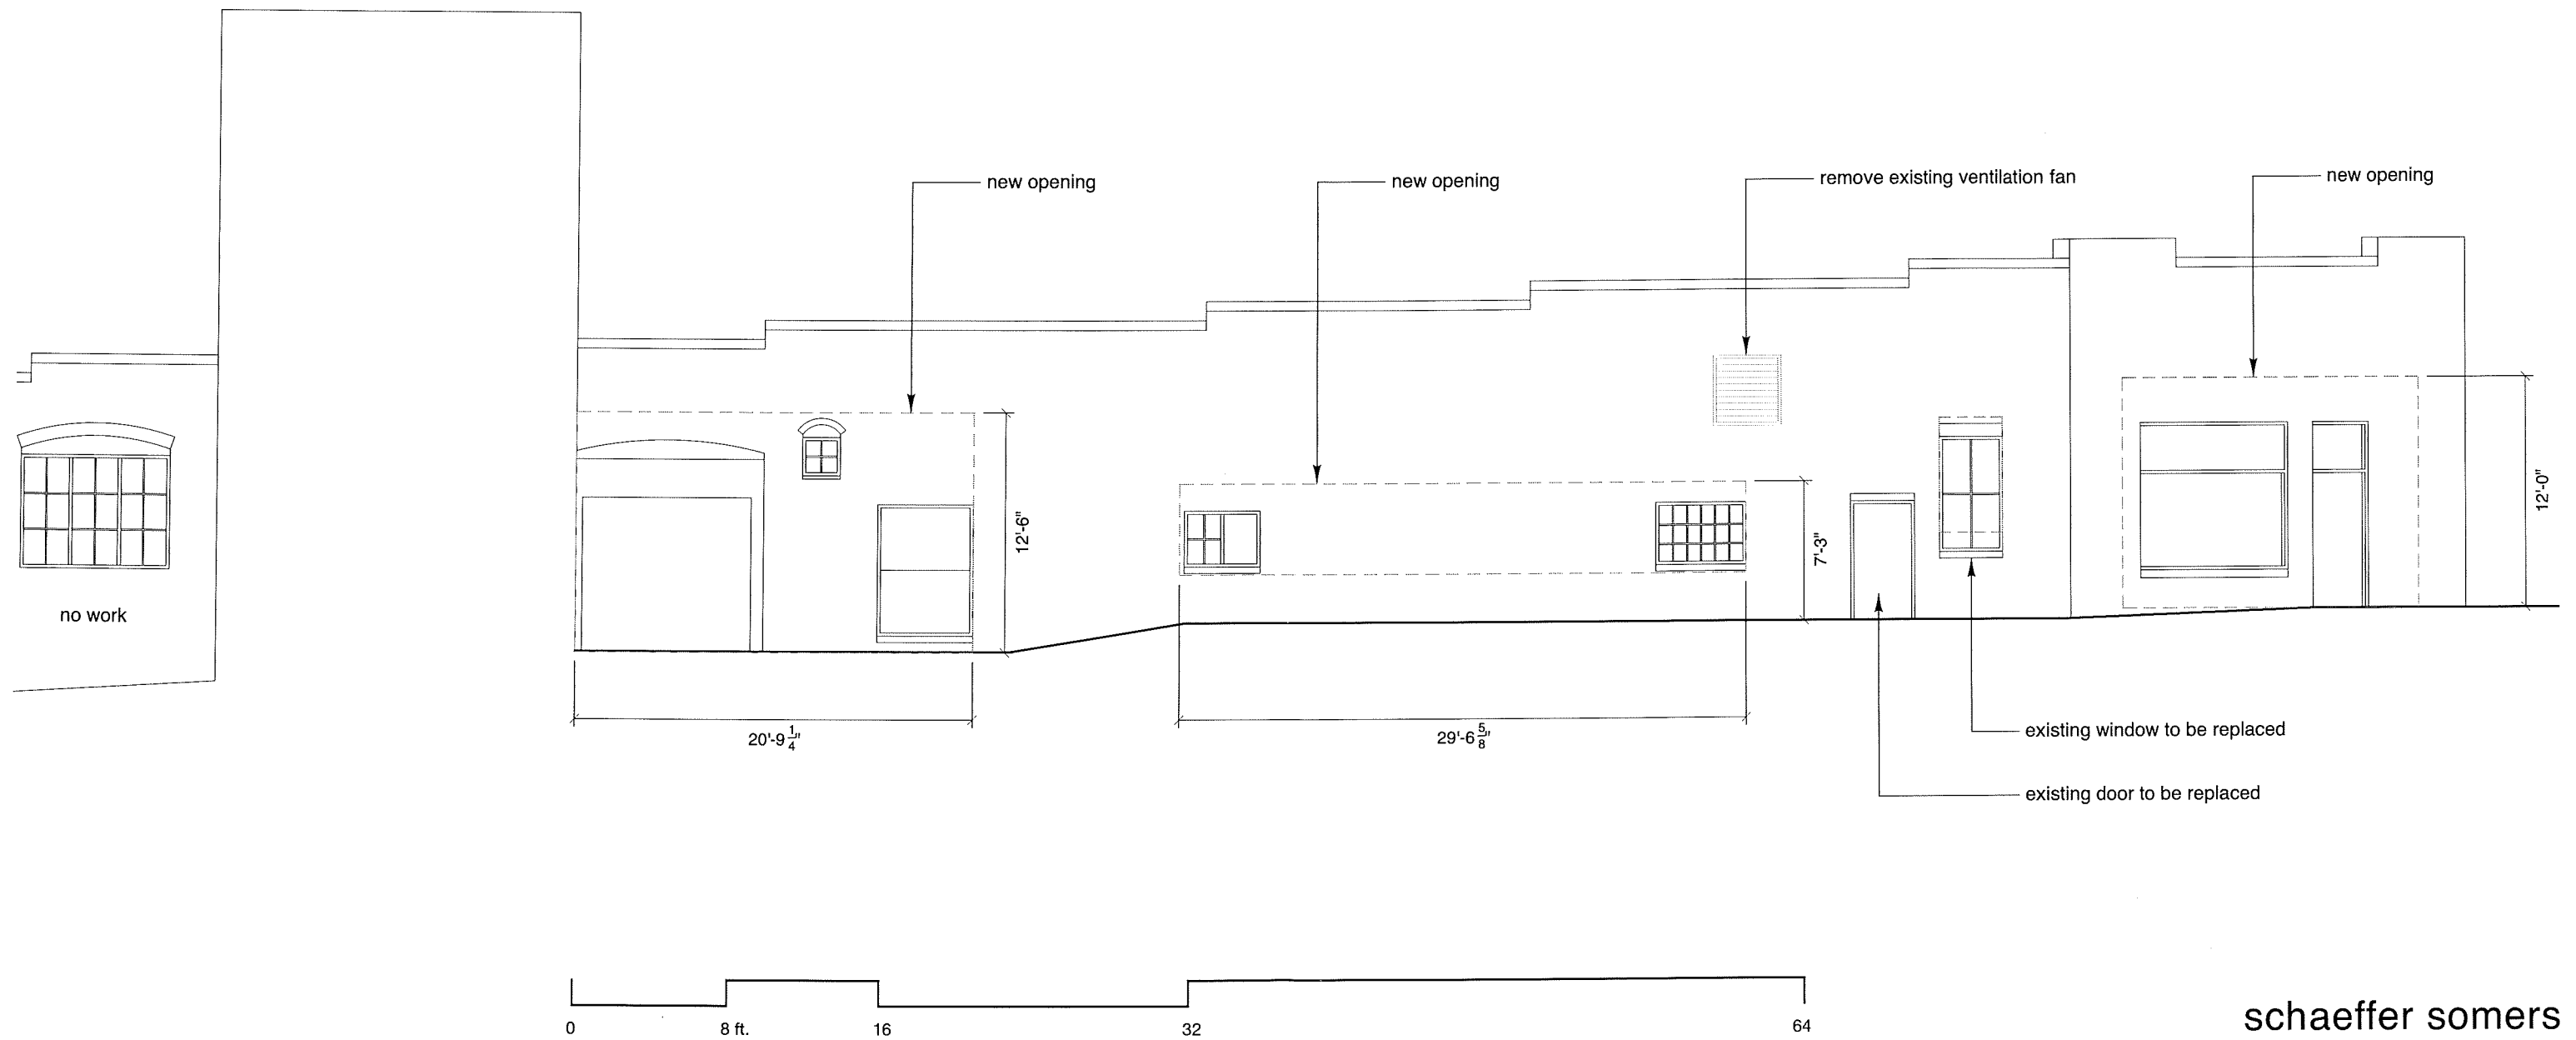 new opening
new opening
remove existing ventilation fan
new opening
no work
12'-6"
7'-3"
12'-0"
20'-9 1/4"
29'-6 5/8"
existing window to be replaced
existing door to be replaced
0
8 ft.
16
32
64
schaeffer somers